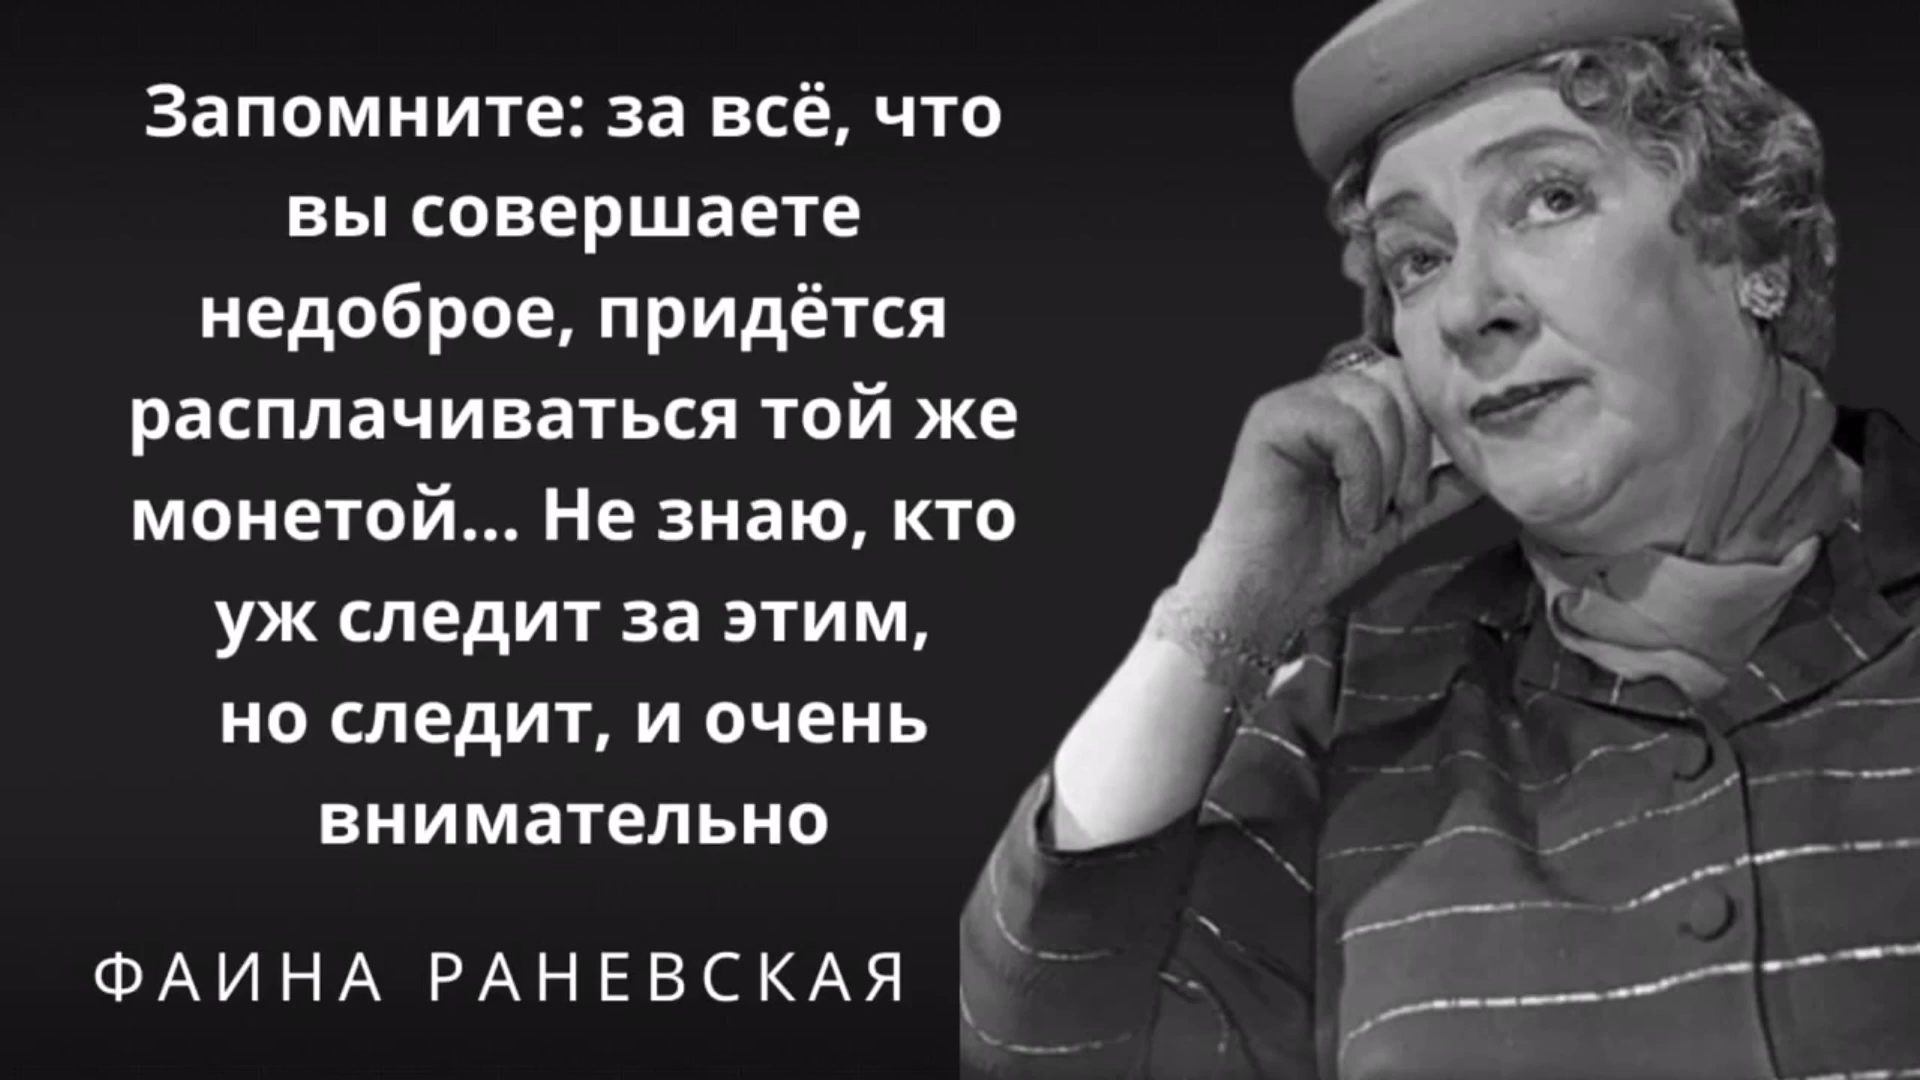 Запомните: за всё, что
вы совершаете
недоброе, придётся
расплачиваться той же
монетой... Не знаю, кто
уж следит за этим,
но следит, и очень
внимательно
ФАИНА РАНЕВСКАЯ